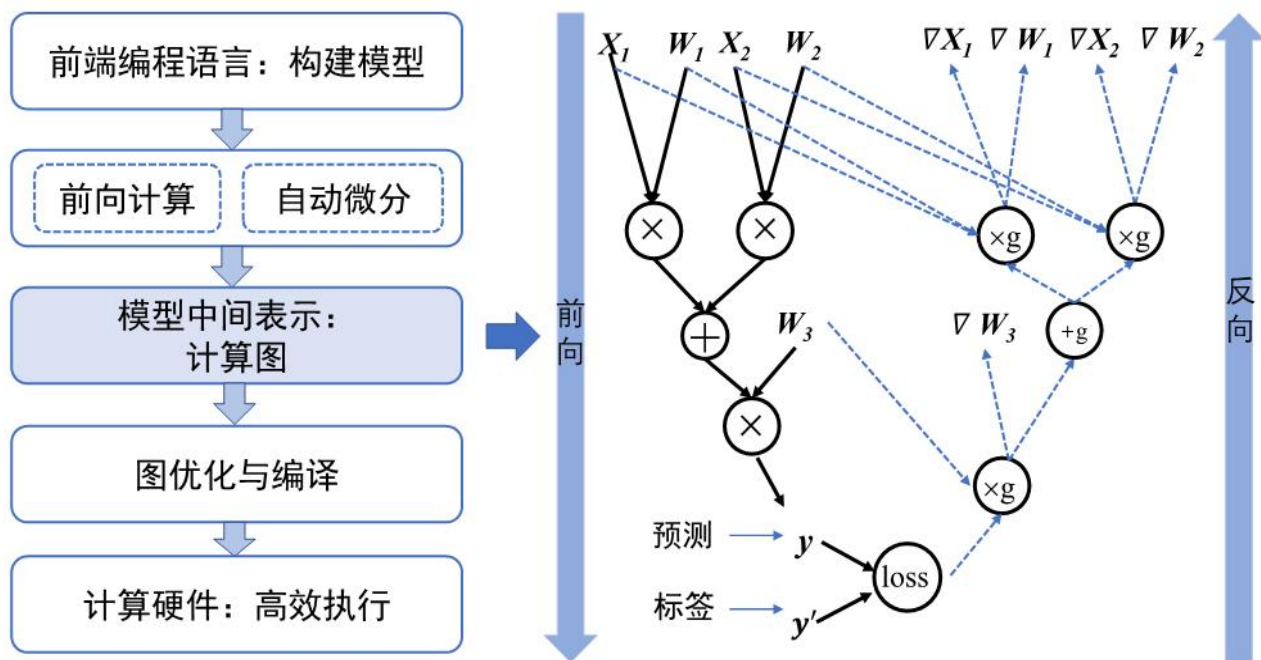 前端编程语言：构建模型
前向计算 自动微分
模型中间表示：
计算图
图优化与编译
计算硬件：高效执行
前向
X₁ W₁ X₂ W₂ ∇X₁ ∇W₁ ∇X₂ ∇W₂
× × ×g ×g
+ W₃ ∇W₃ +g
×
×g
预测 y
loss
标签 y′
反向